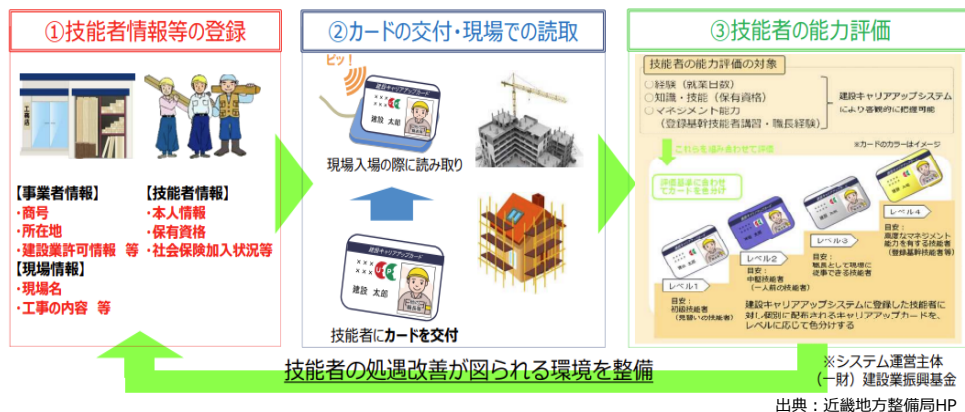 ①技能者情報等の登録
工務店
【事業者情報】
・商号
・所在地
・建設業許可情報 等
【現場情報】
・現場名
・工事の内容 等
【技能者情報】
・本人情報
・保有資格
・社会保険加入状況等
②カードの交付・現場での読取
ピッ!
建設キャリアアップカード
建設 太郎
現場入場の際に読み取り
建設キャリアアップカード
建設 太郎
技能者にカードを交付
③技能者の能力評価
技能者の能力評価の対象
○経験(就業日数)
○知識・技能(保有資格)
○マネジメント能力
(登録基幹技能者講習・職長経験)
建設キャリアアップシステム
により客観的に把握可能
※カードのカラーはイメージ
これらを組みあわせて評価
評価基準に合わせ
てカードを色分け
レベル1
目安:
初級技能者
(見習いの技能者)
レベル2
目安:
中堅技能者
(一人前の技能者)
レベル3
目安:
職長として現場に
従事できる技能者
レベル4
目安:
高度なマネジメント
能力を有する技能者
(登録基幹技能者等)
建設キャリアアップシステムに登録した技能者に
対し個別に配布されるキャリアアップカードを、
レベルに応じて色分けする
技能者の処遇改善が図られる環境を整備
※システム運営主体
(一財)建設業振興基金
出典:近畿地方整備局HP